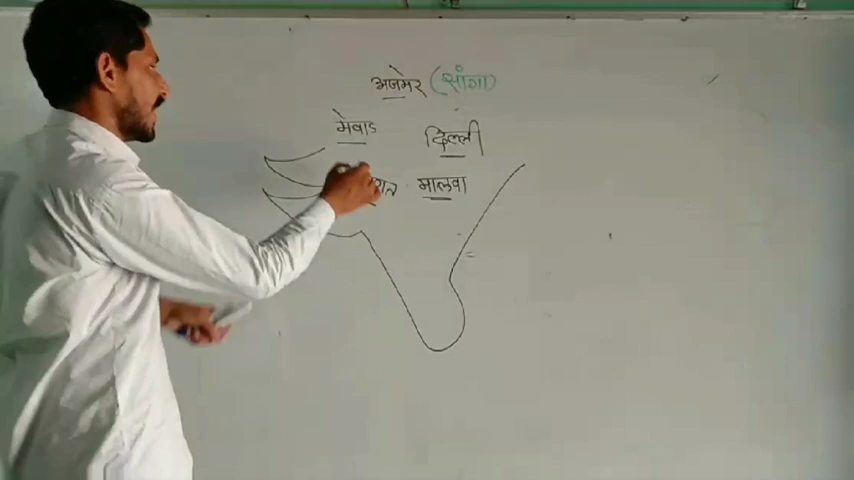 अजमेर (सांगा)
मेवाड
दिल्ली
मालवा